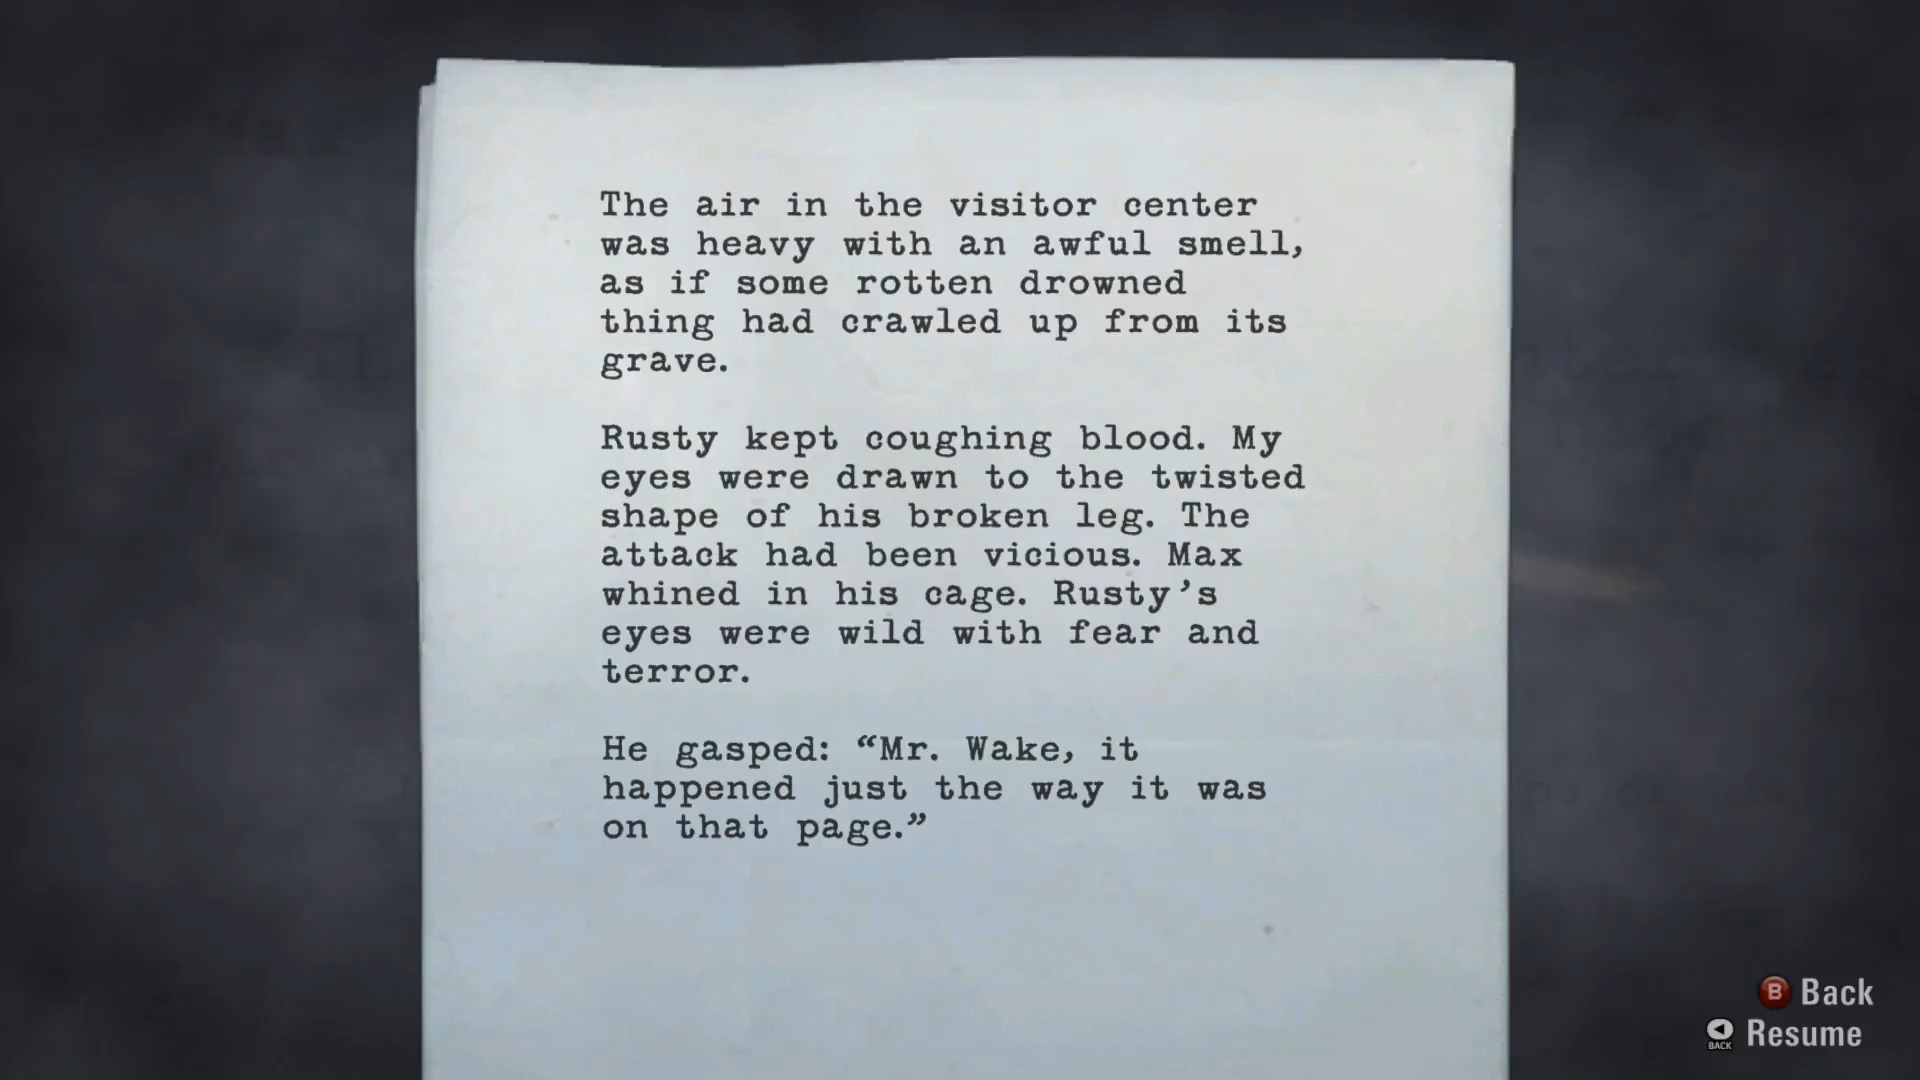 The air in the visitor center
was heavy with an awful smell,
as if some rotten drowned
thing had crawled up from its
grave.
Rusty kept coughing blood. My
eyes were drawn to the twisted
shape of his broken leg. The
attack had been vicious. Max
whined in his cage. Rusty’s
eyes were wild with fear and
terror.
He gasped: “Mr. Wake, it
happened just the way it was
on that page.”
B Back
BACK Resume